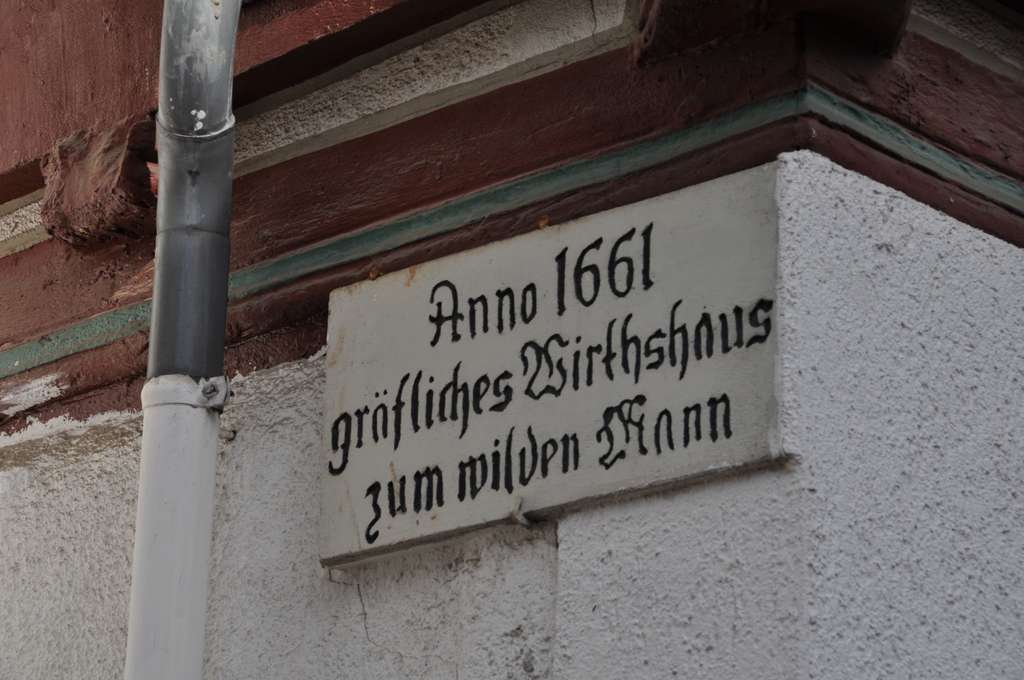 Anno 1661
gräfliches Wirthshaus
zum wilden Mann